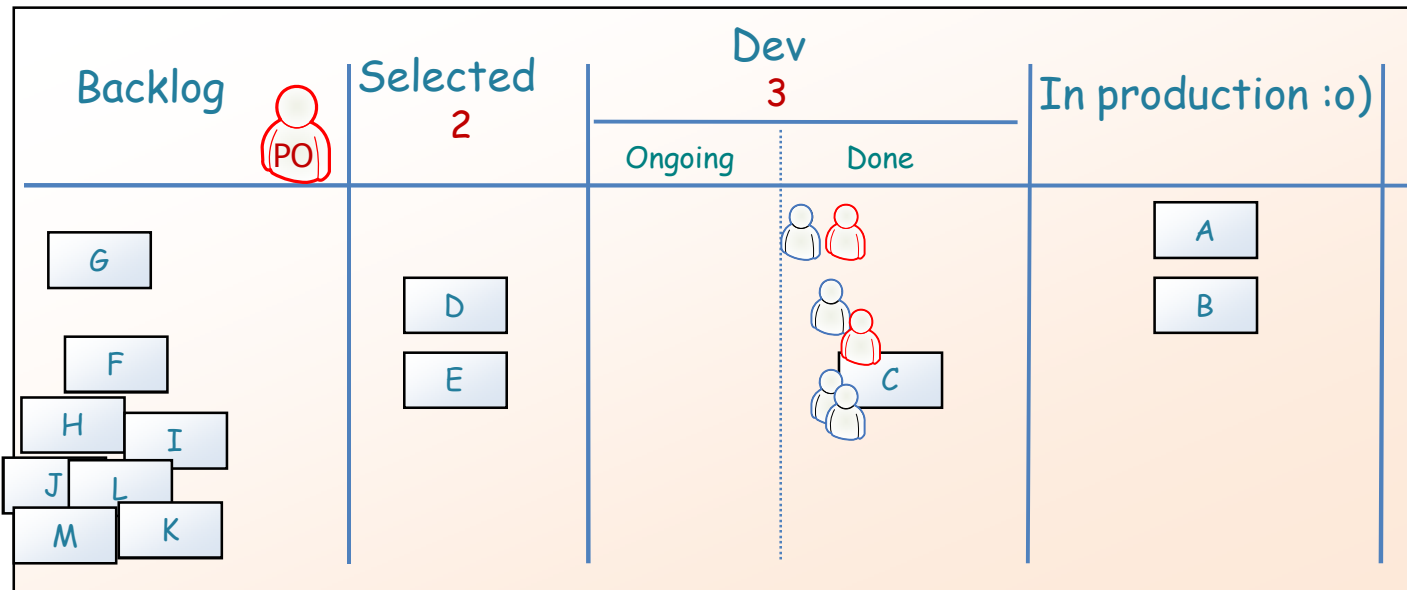 Backlog
PO
Selected
2
Dev
3
Ongoing
Done
In production :o)
G
F
H
I
J
L
M
K
D
E
C
A
B